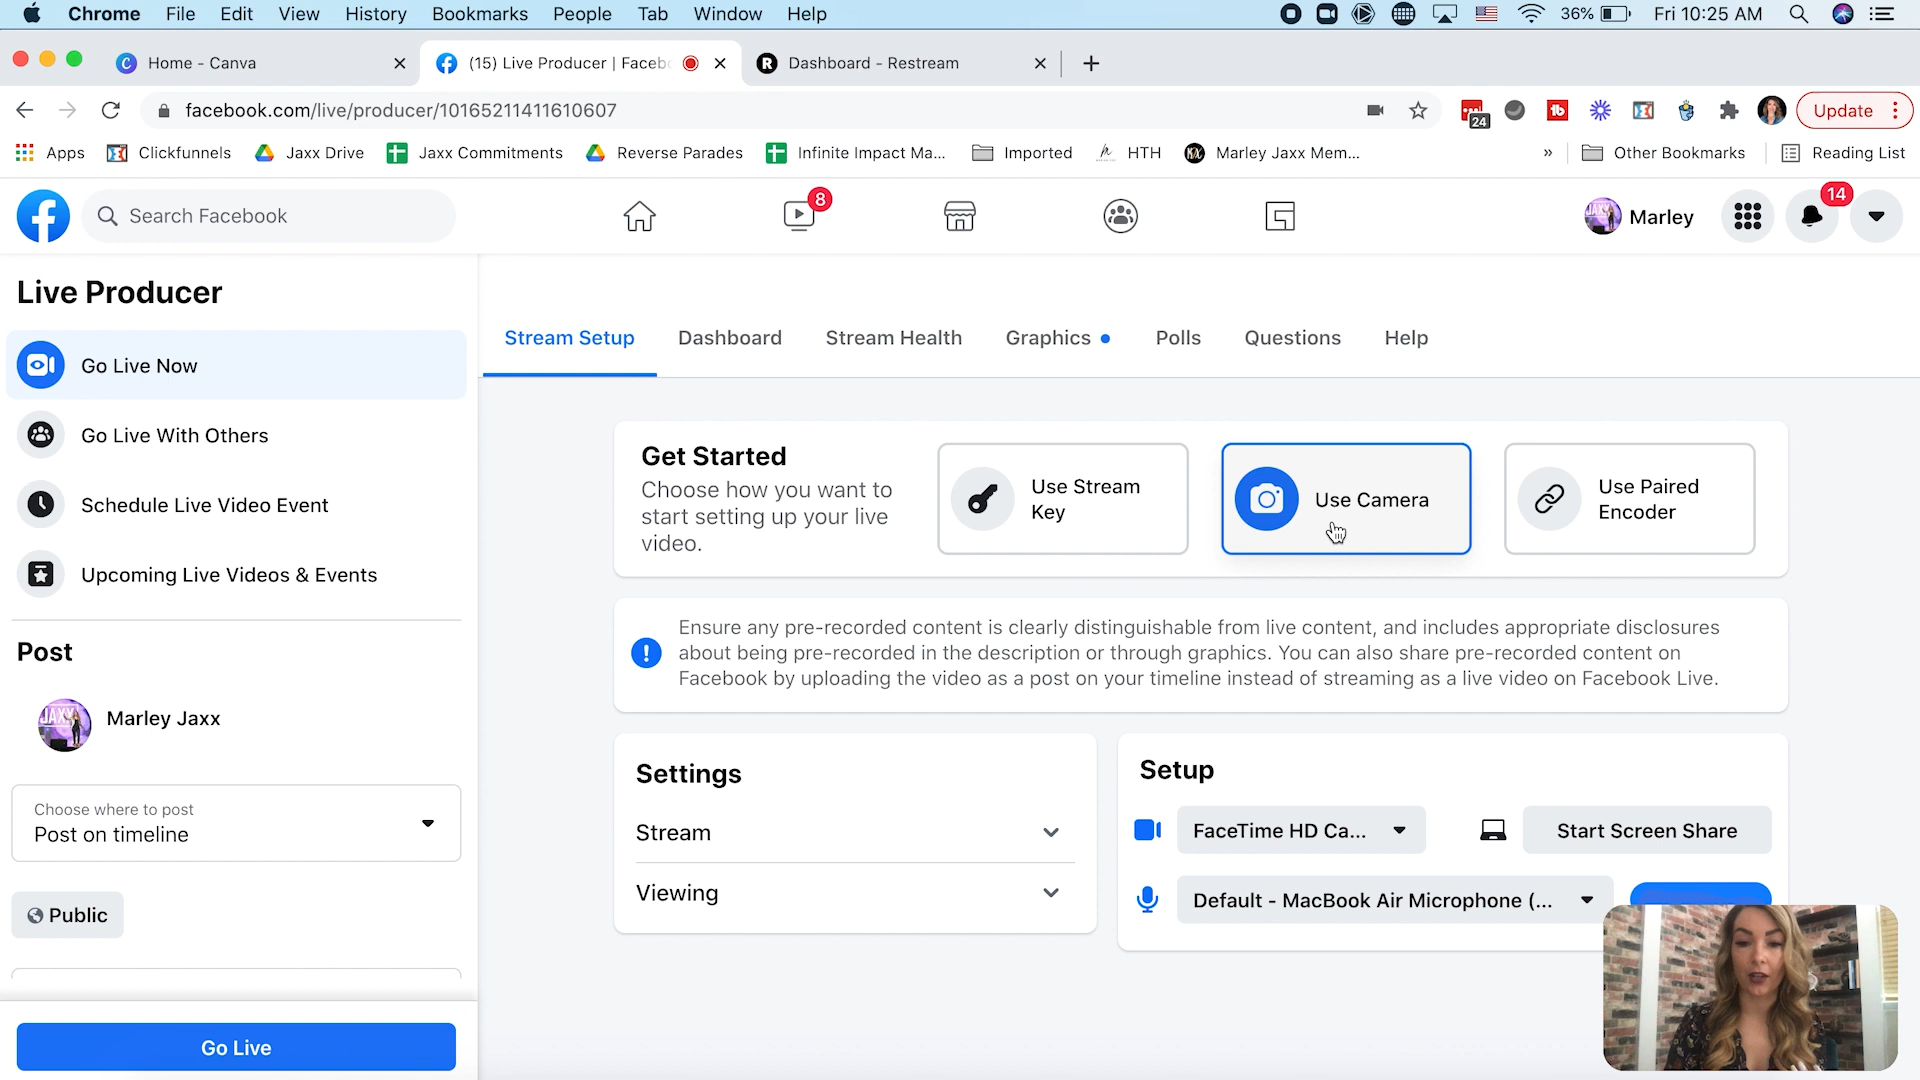 Chrome File Edit View History Bookmarks People Tab Window Help 36% Fri 10:25 AM
Home - Canva (15) Live Producer | Facebo Dashboard - Restream
facebook.com/live/producer/10165211411610607 24 Update
Apps Clickfunnels Jaxx Drive Jaxx Commitments Reverse Parades Infinite Impact Ma... Imported HTH Marley Jaxx Mem... » Other Bookmarks Reading List
Search Facebook 8 Marley 14
Live Producer
Go Live Now
Go Live With Others
Schedule Live Video Event
Upcoming Live Videos & Events
Post
Marley Jaxx
Choose where to post
Post on timeline
Public
Go Live
Stream Setup Dashboard Stream Health Graphics Polls Questions Help
Get Started
Choose how you want to
start setting up your live
video.
Use Stream
Key
Use Camera
Use Paired
Encoder
Ensure any pre-recorded content is clearly distinguishable from live content, and includes appropriate disclosures
about being pre-recorded in the description or through graphics. You can also share pre-recorded content on
Facebook by uploading the video as a post on your timeline instead of streaming as a live video on Facebook Live.
Settings
Stream
Viewing
Setup
FaceTime HD Ca... Start Screen Share
Default - MacBook Air Microphone (...